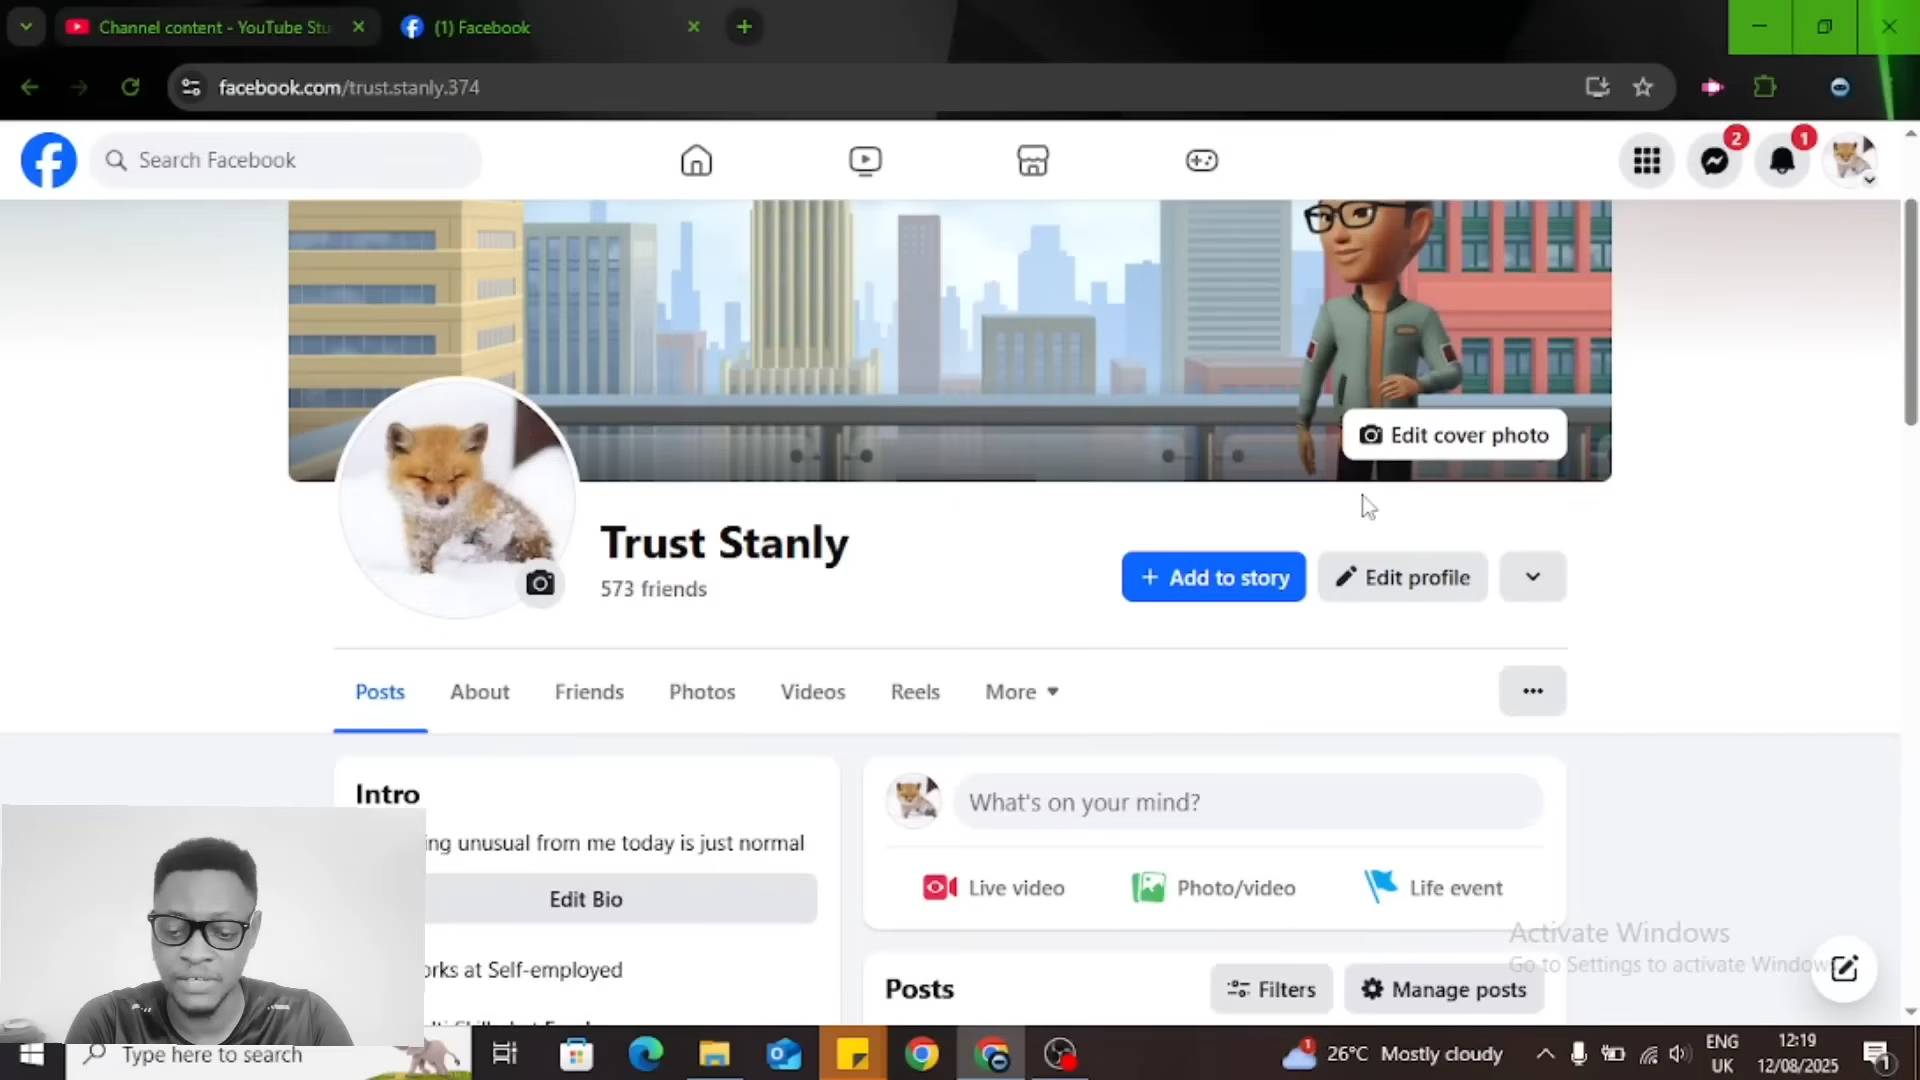 Channel content - YouTube Stu
(1) Facebook
facebook.com/trust.stanly.374
Search Facebook
2
1
Edit cover photo
Trust Stanly
573 friends
+ Add to story
Edit profile
Posts
About
Friends
Photos
Videos
Reels
More
Intro
ing unusual from me today is just normal
Edit Bio
orks at Self-employed
What's on your mind?
Live video
Photo/video
Life event
Posts
Filters
Manage posts
Activate Windows
Go to Settings to activate Windows
Type here to search
1
26°C Mostly cloudy
ENG
UK
12:19
12/08/2025
1